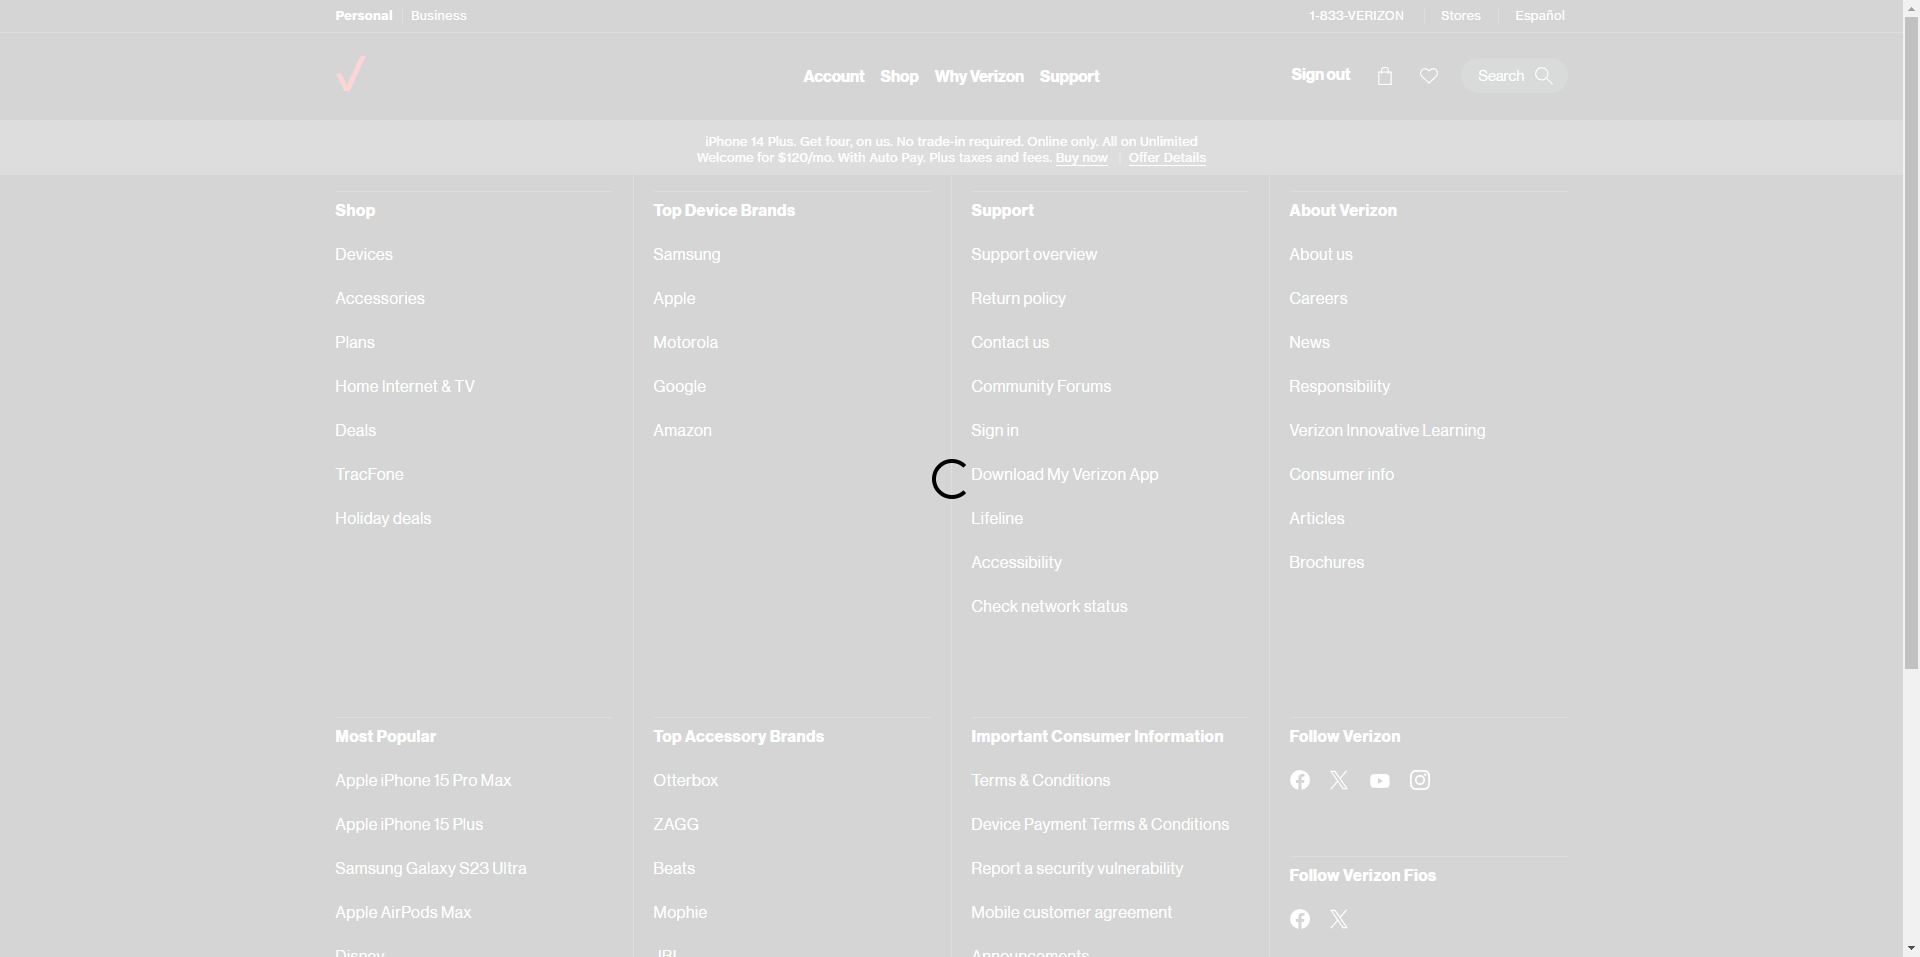 Personal
Business
1-833-VERIZON
Stores
Español
Account
Shop
Why Verizon
Support
Sign out
Search
iPhone 14 Plus. Get four, on us. No trade-in required. Online only. All on Unlimited
Welcome for $120/mo. With Auto Pay. Plus taxes and fees. Buy now | Offer Details
Shop
Devices
Accessories
Plans
Home Internet & TV
Deals
TracFone
Holiday deals
Top Device Brands
Samsung
Apple
Motorola
Google
Amazon
Support
Support overview
Return policy
Contact us
Community Forums
Sign in
Download My Verizon App
Lifeline
Accessibility
Check network status
About Verizon
About us
Careers
News
Responsibility
Verizon Innovative Learning
Consumer info
Articles
Brochures
Most Popular
Apple iPhone 15 Pro Max
Apple iPhone 15 Plus
Samsung Galaxy S23 Ultra
Apple AirPods Max
Disney
Top Accessory Brands
Otterbox
ZAGG
Beats
Mophie
JBL
Important Consumer Information
Terms & Conditions
Device Payment Terms & Conditions
Report a security vulnerability
Mobile customer agreement
Announcements
Follow Verizon
Follow Verizon Fios